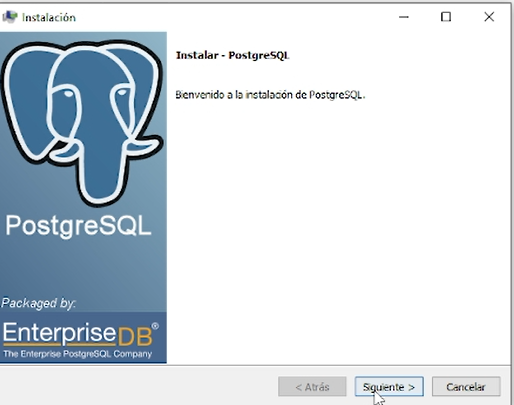 Instalación
Instalar - PostgreSQL
Bienvenido a la instalación de PostgreSQL.
PostgreSQL
Packaged by:
EnterpriseDB®
The Enterprise PostgreSQL Company
< Atrás
Siguiente >
Cancelar